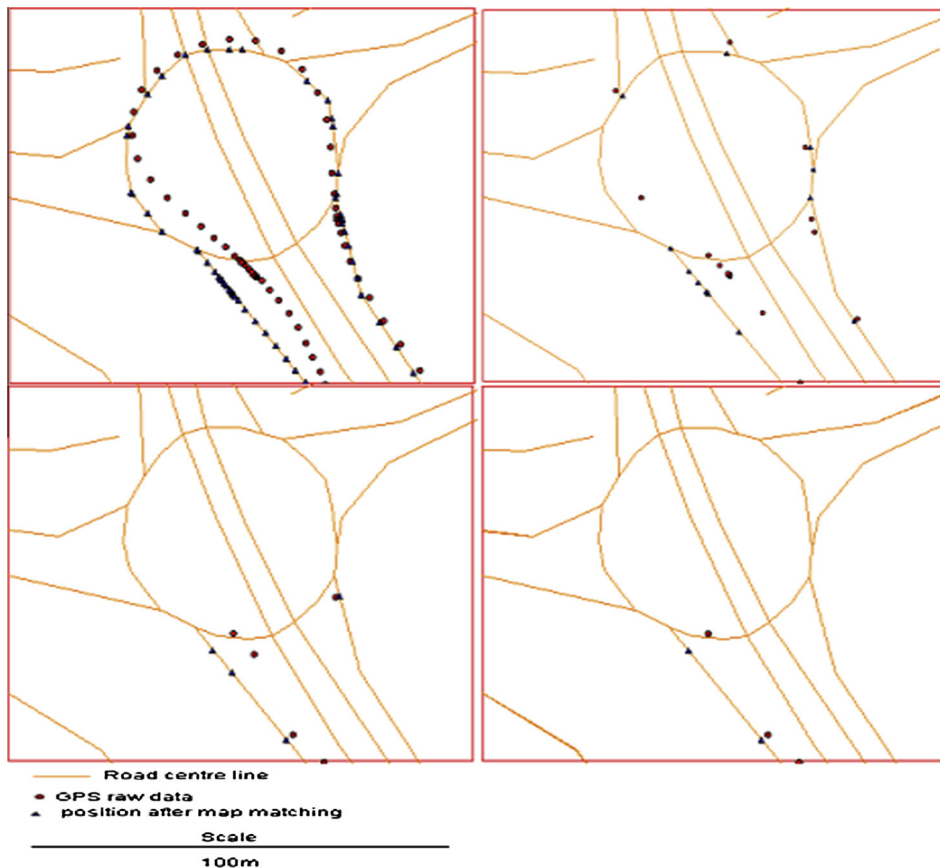 Road centre line
GPS raw data
position after map matching
Scale
100m